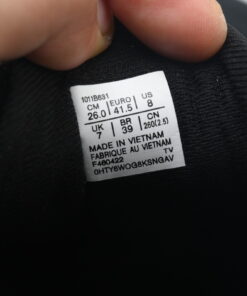 1011B631
CM EURO US
26.0 41.5 8
UK BR CN
7 39 260(2.5)
MADE IN VIETNAM
FABRIQUE AU VIETNAM
F460422 TV
0HTY8WOG8KSNGAV